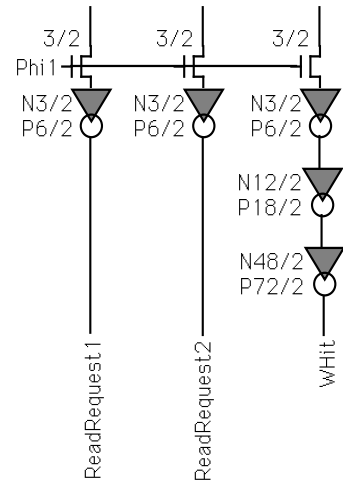 3/2 3/2 3/2
Phi1
N3/2 N3/2 N3/2
P6/2 P6/2 P6/2
N12/2
P18/2
N48/2
P72/2
ReadRequest1
ReadRequest2
WHit